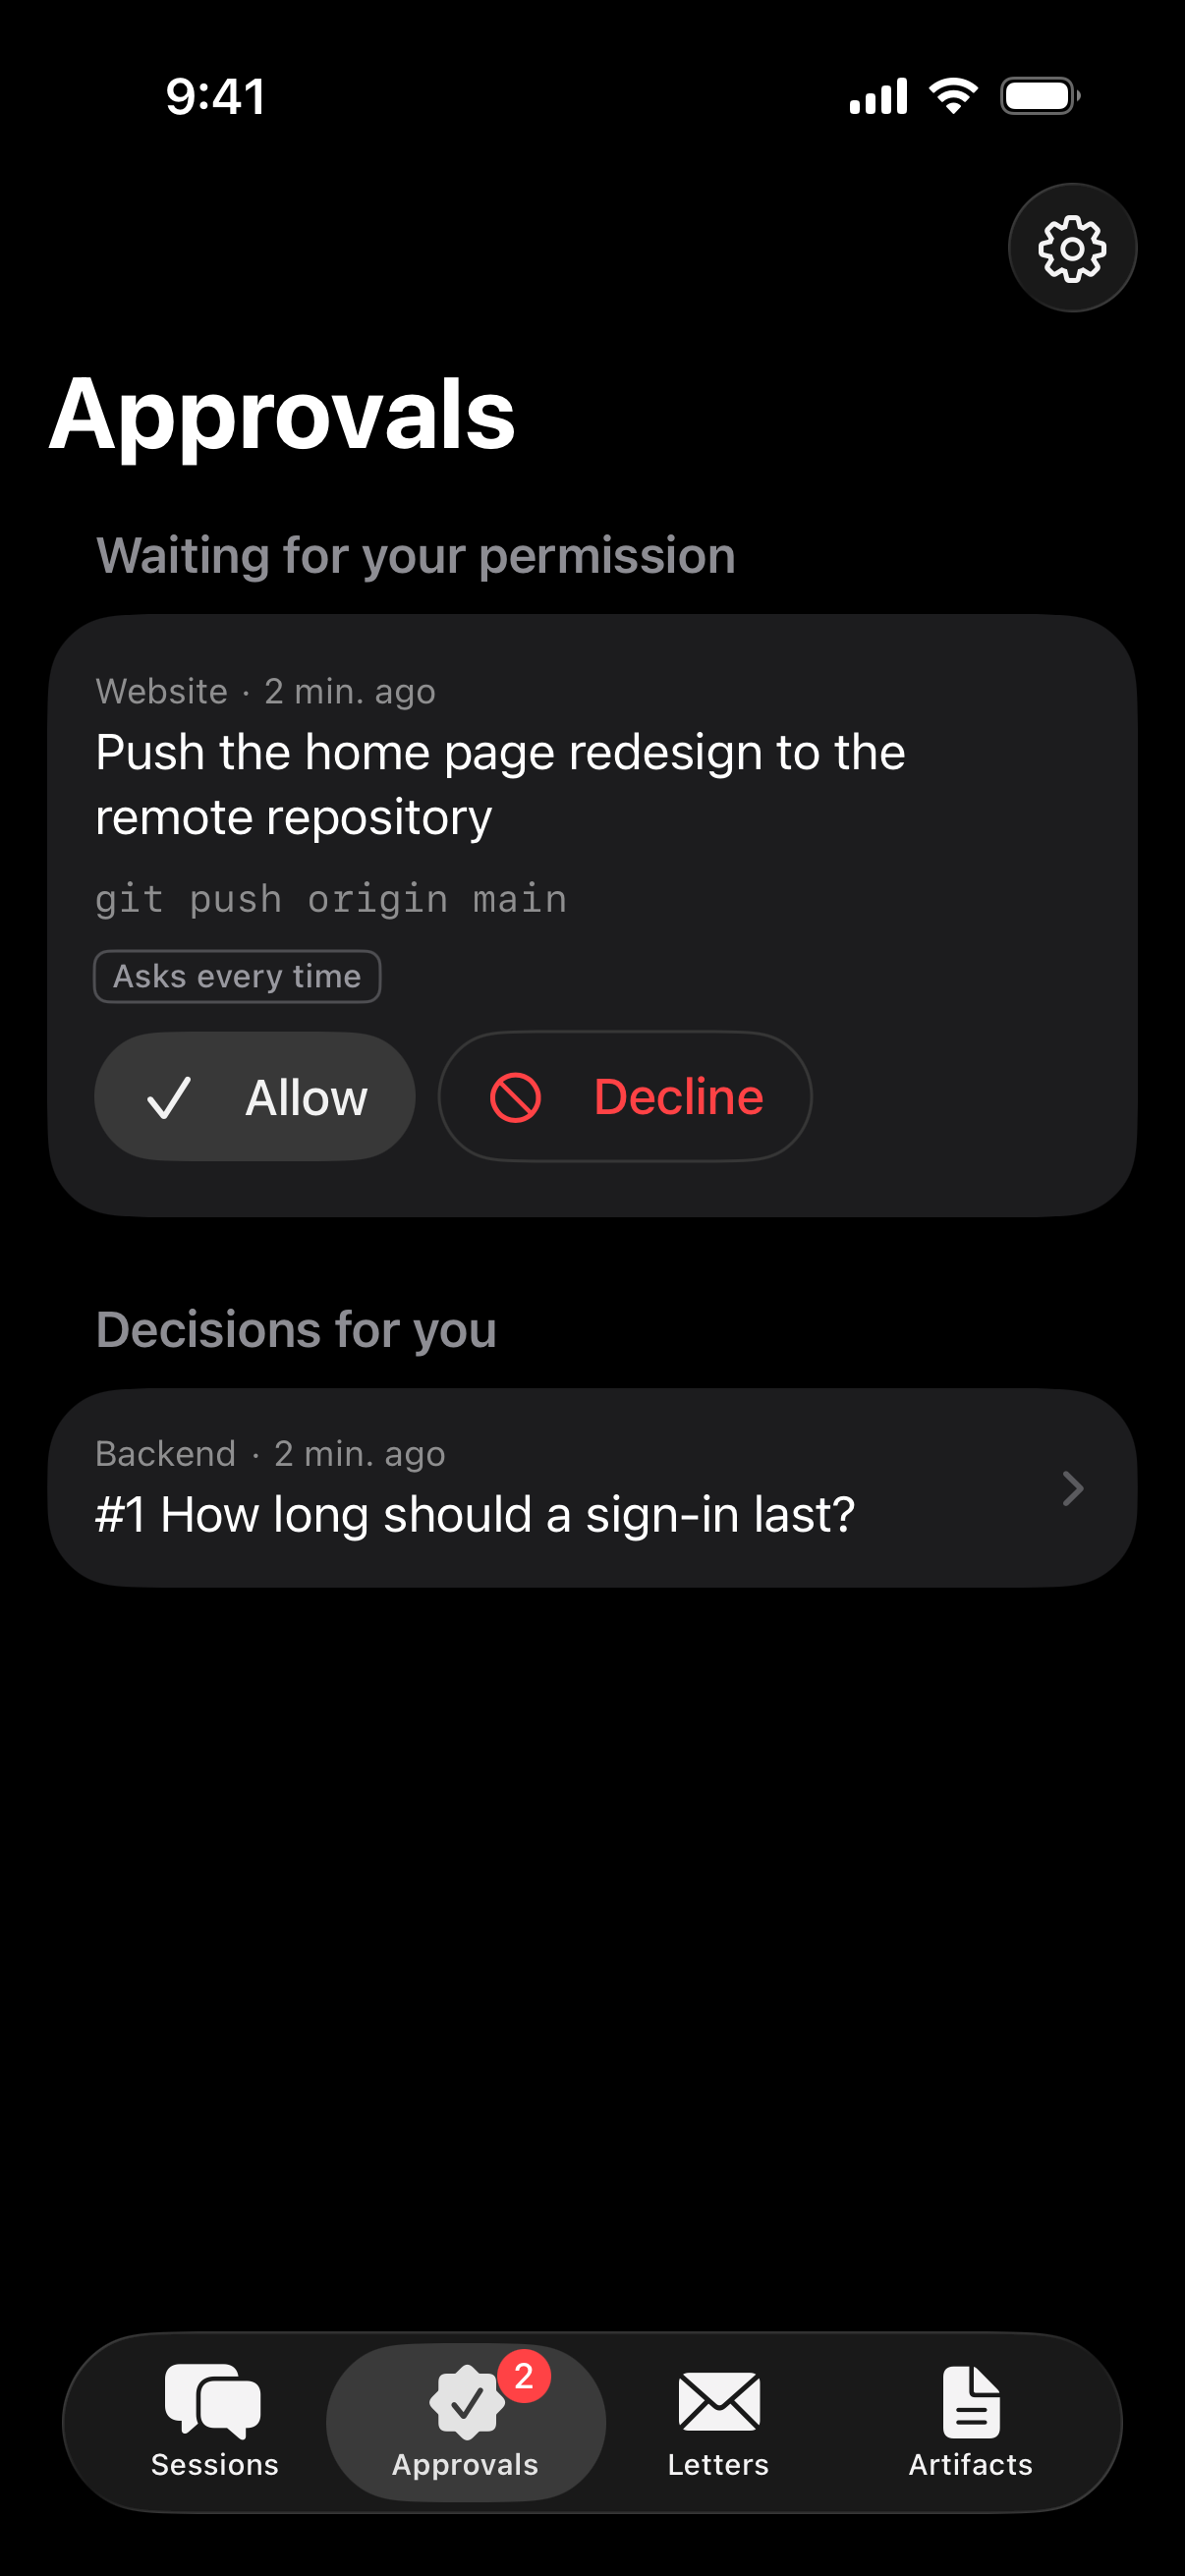 9:41
Approvals
Waiting for your permission
Website · 2 min. ago
Push the home page redesign to the
remote repository
git push origin main
Asks every time
Allow
Decline
Decisions for you
Backend · 2 min. ago
#1 How long should a sign-in last?
2
Sessions
Approvals
Letters
Artifacts